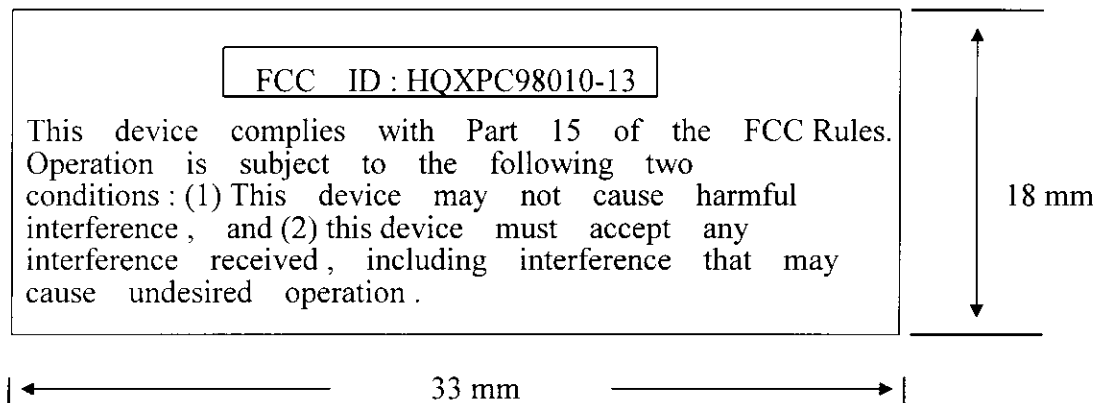 FCC ID : HQXPC98010-13
This device complies with Part 15 of the FCC Rules.
Operation is subject to the following two
conditions : (1) This device may not cause harmful
interference , and (2) this device must accept any
interference received , including interference that may
cause undesired operation .
18 mm
33 mm